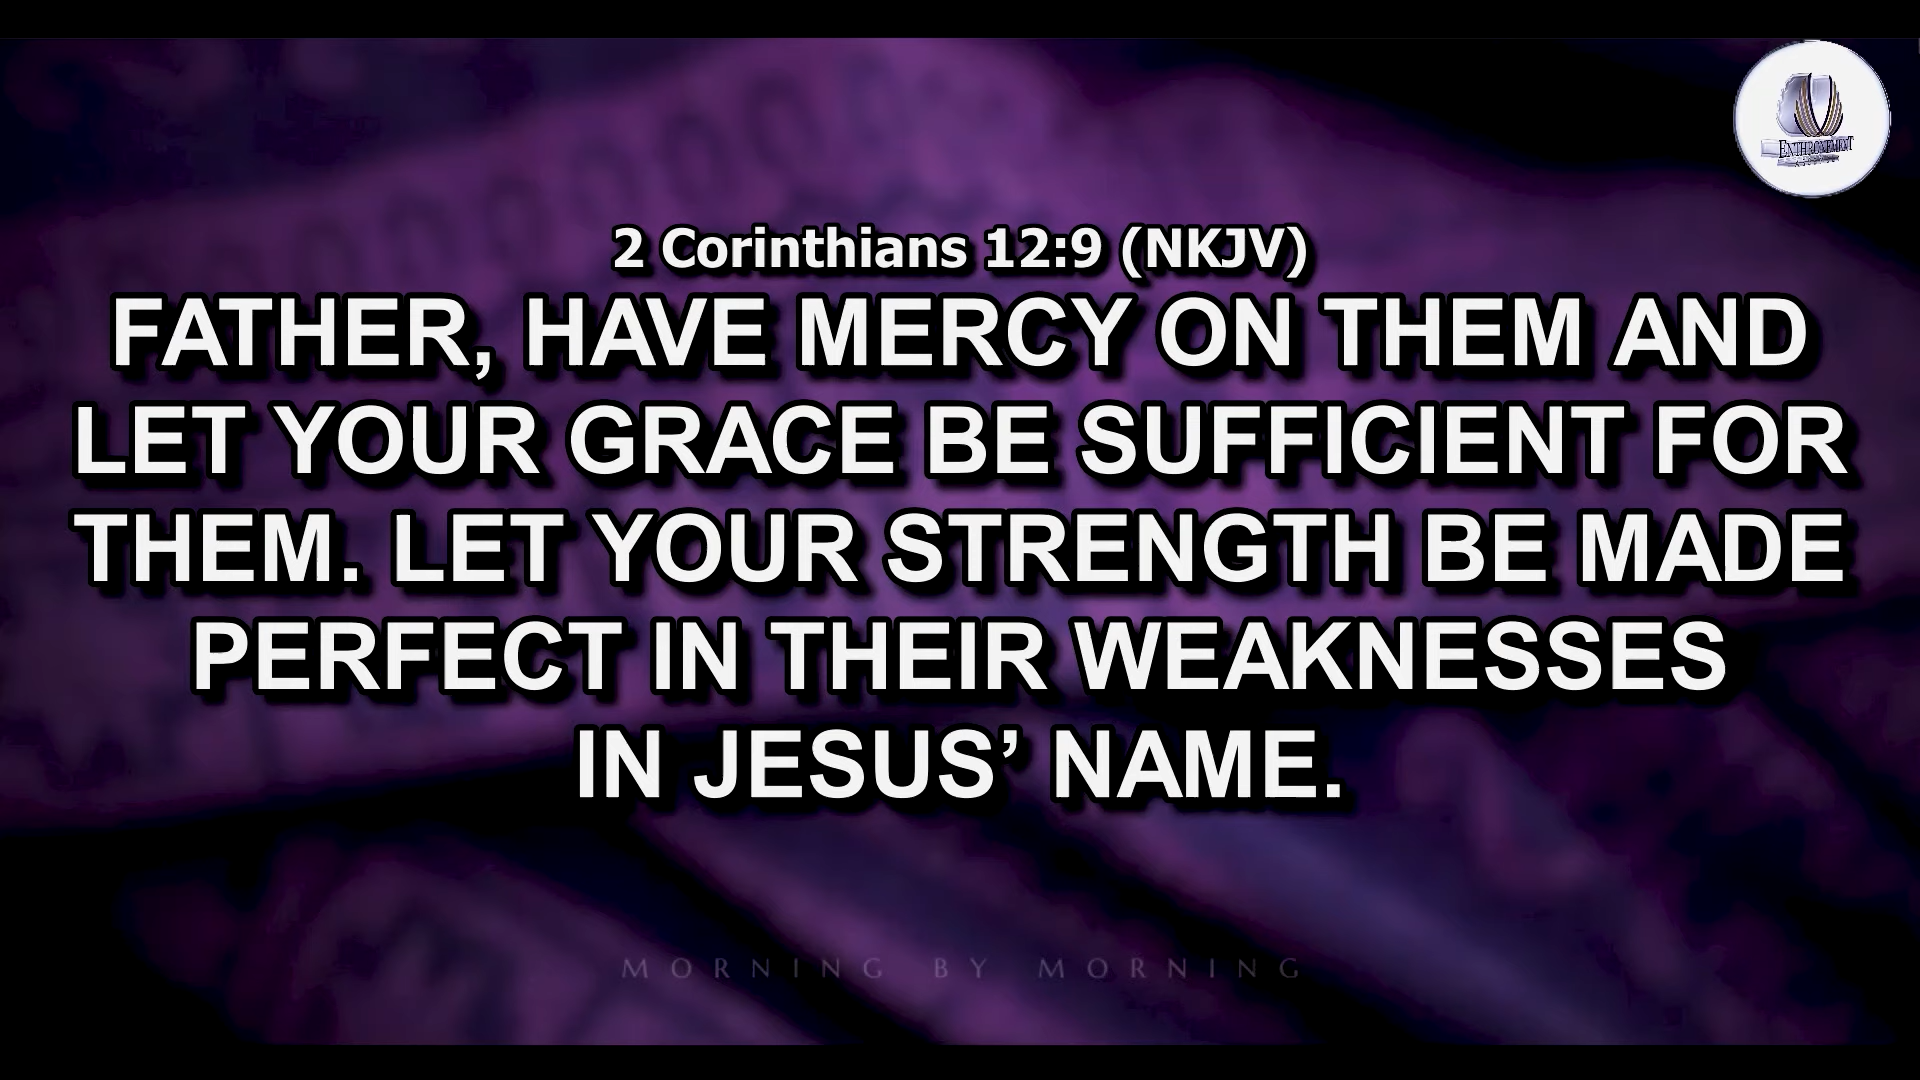 ENTHRONEMENT
2 Corinthians 12:9 (NKJV)
FATHER, HAVE MERCY ON THEM AND
LET YOUR GRACE BE SUFFICIENT FOR
THEM. LET YOUR STRENGTH BE MADE
PERFECT IN THEIR WEAKNESSES
IN JESUS’ NAME.
MORNING BY MORNING